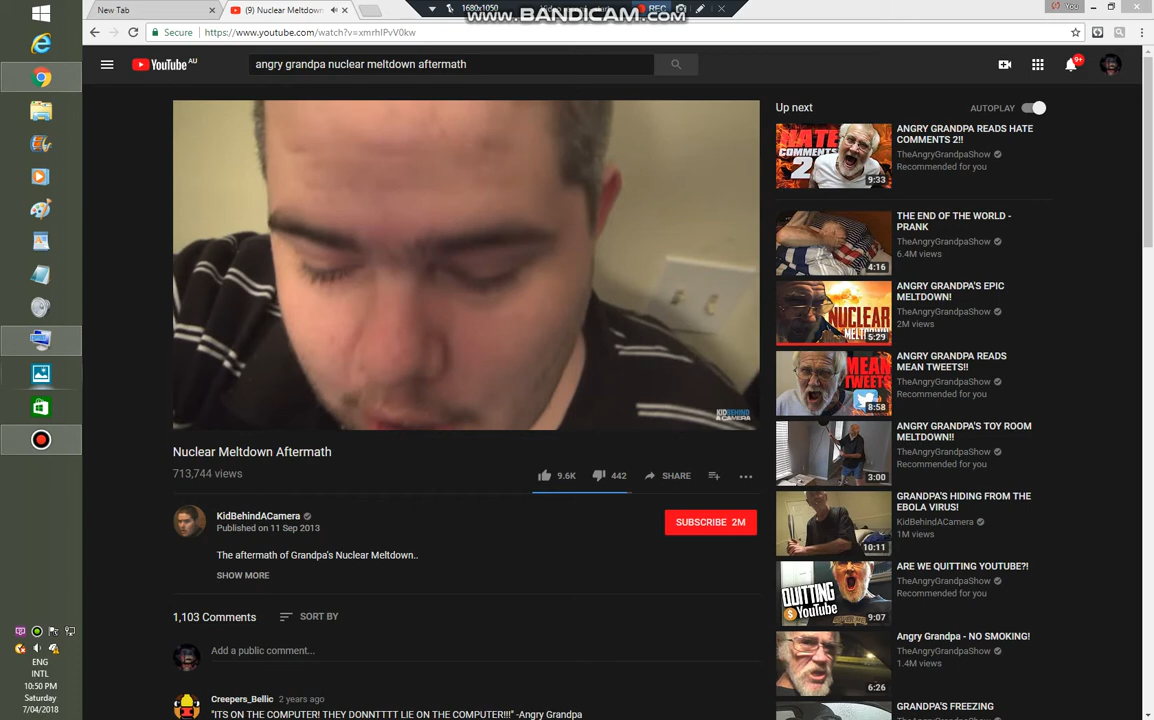 New Tab
(9) Nuclear Meltdown
1680x1050
REC
www.BANDICAM.com
You
Secure
https://www.youtube.com/watch?v=xmrhIPvV0kw
YouTube AU
angry grandpa nuclear meltdown aftermath
9+
KIDBEHIND
A CAMERA
Nuclear Meltdown Aftermath
713,744 views
9.6K
442
SHARE
KidBehindACamera
Published on 11 Sep 2013
SUBSCRIBE 2M
The aftermath of Grandpa's Nuclear Meltdown..
SHOW MORE
1,103 Comments
SORT BY
Add a public comment...
Creepers_Bellic 2 years ago
"ITS ON THE COMPUTER! THEY DONNTTTT LIE ON THE COMPUTER!!!" -Angry Grandpa
Up next
AUTOPLAY
HATE
COMMENTS
2
9:33
ANGRY GRANDPA READS HATE
COMMENTS 2!!
TheAngryGrandpaShow
Recommended for you
4:16
THE END OF THE WORLD -
PRANK
TheAngryGrandpaShow
6.4M views
NUCLEAR
MELTDOWN
5:29
ANGRY GRANDPA'S EPIC
MELTDOWN!
TheAngryGrandpaShow
2M views
MEAN
TWEETS!!
8:58
ANGRY GRANDPA READS
MEAN TWEETS!!
TheAngryGrandpaShow
Recommended for you
3:00
ANGRY GRANDPA'S TOY ROOM
MELTDOWN!!
TheAngryGrandpaShow
Recommended for you
10:11
GRANDPA'S HIDING FROM THE
EBOLA VIRUS!
KidBehindACamera
1M views
QUITTING
YouTube
9:07
ARE WE QUITTING YOUTUBE?!
TheAngryGrandpaShow
Recommended for you
6:26
Angry Grandpa - NO SMOKING!
TheAngryGrandpaShow
1.4M views
GRANDPA'S FREEZING
TheAngryGrandpaShow
ENG
INTL
10:50 PM
Saturday
7/04/2018